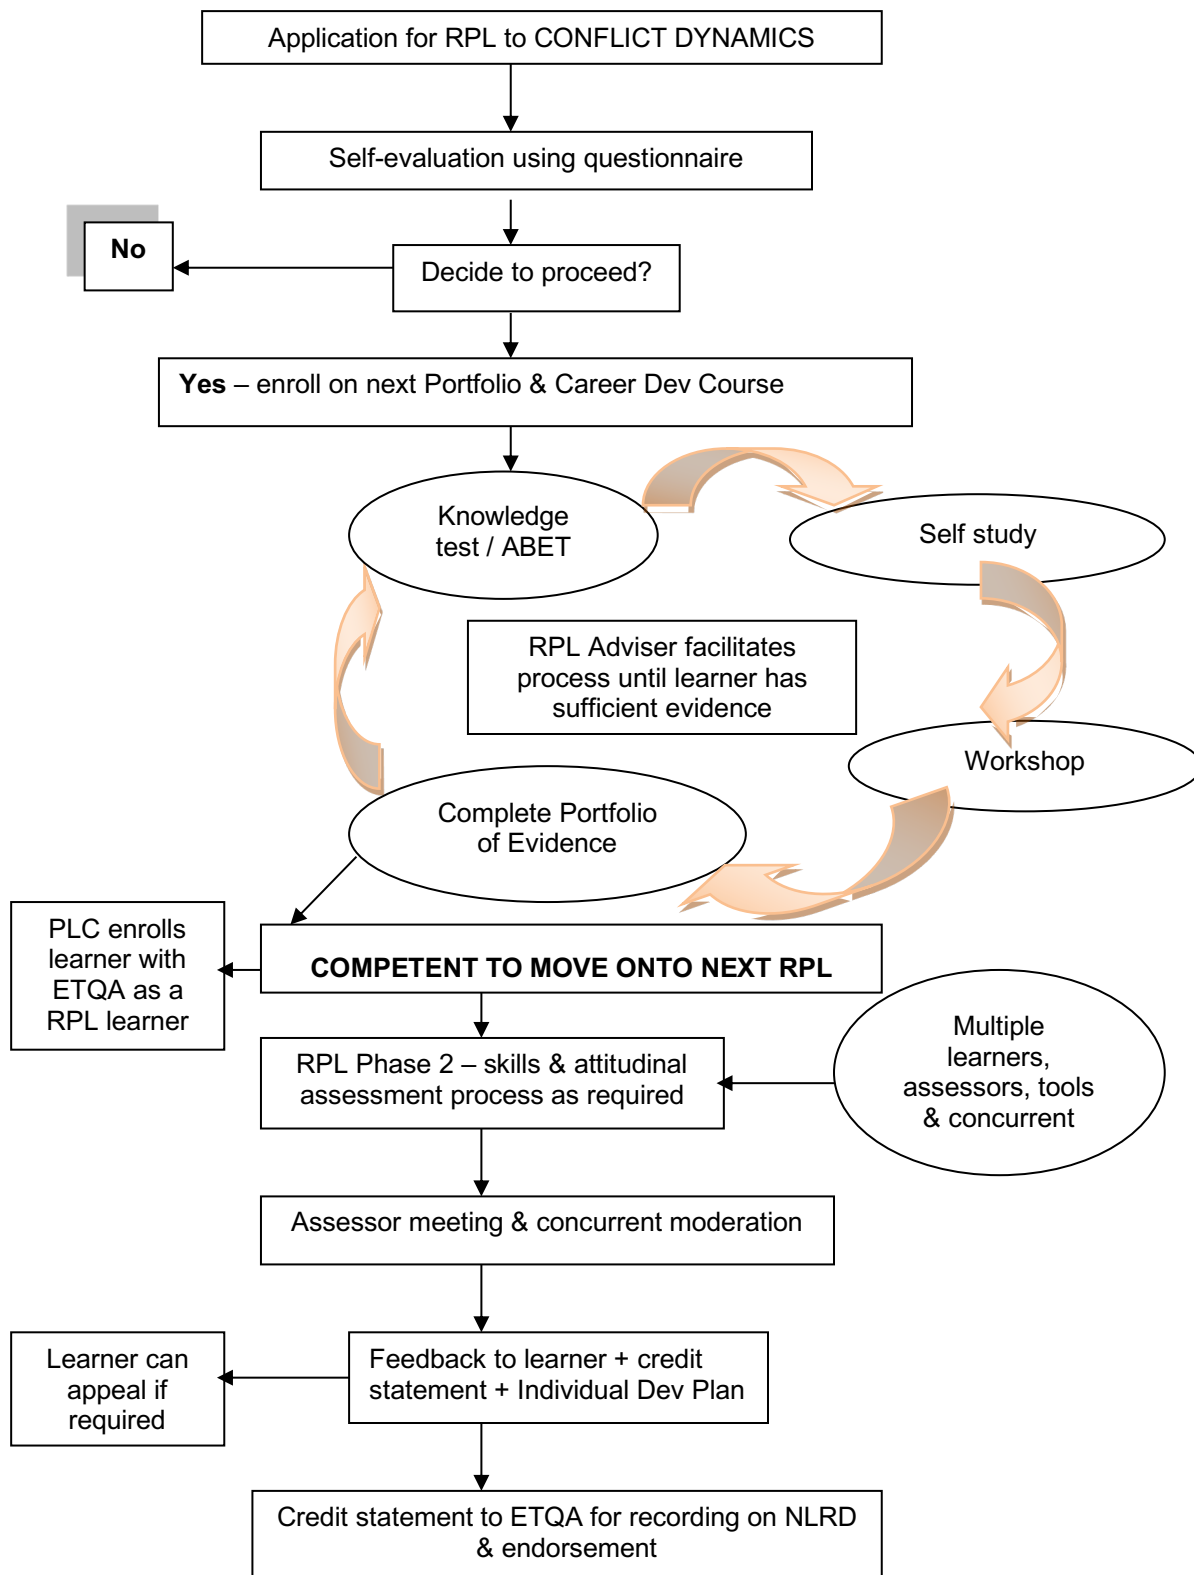 Application for RPL to CONFLICT DYNAMICS
Self-evaluation using questionnaire
No
Decide to proceed?
Yes – enroll on next Portfolio & Career Dev Course
Knowledge
test / ABET
Self study
RPL Adviser facilitates
process until learner has
sufficient evidence
Workshop
Complete Portfolio
of Evidence
PLC enrolls
learner with
ETQA as a
RPL learner
COMPETENT TO MOVE ONTO NEXT RPL
Multiple
learners,
assessors, tools
& concurrent
RPL Phase 2 – skills & attitudinal
assessment process as required
Assessor meeting & concurrent moderation
Learner can
appeal if
required
Feedback to learner + credit
statement + Individual Dev Plan
Credit statement to ETQA for recording on NLRD
& endorsement